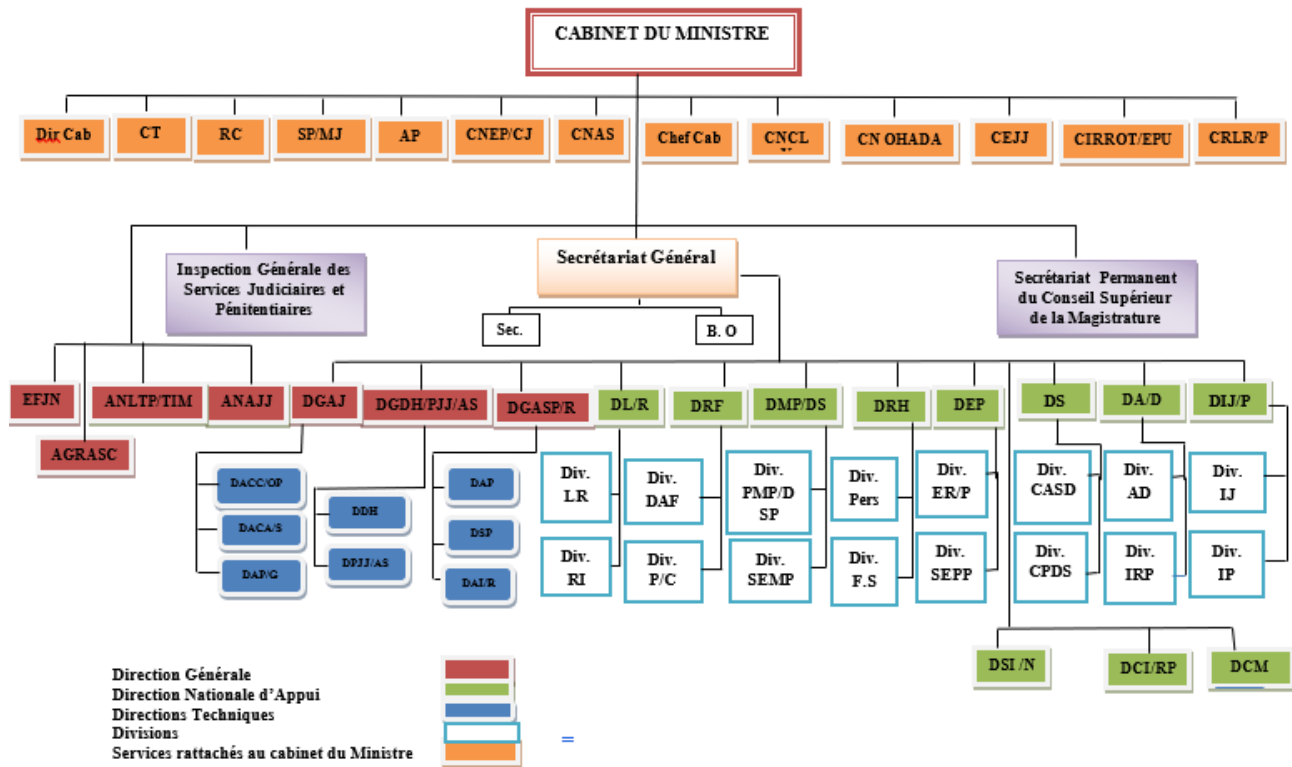 CABINET DU MINISTRE
Dir Cab
CT
RC
SP/MJ
AP
CNEP/CJ
CNAS
Chef Cab
CNCL
CN OHADA
CEJJ
CIRROT/EPU
CRLR/P
Inspection Générale des
Services Judiciaires et
Pénitentiaires
Secrétariat Général
Secrétariat Permanent
du Conseil Supérieur
de la Magistrature
Sec.
B. O
EFJN
ANLTP/TIM
ANAJJ
DGAJ
DGDH/PJJ/AS
DGASP/R
DL/R
DRF
DMP/DS
DRH
DEP
DS
DA/D
DIJ/P
AGRASC
DACC/OP
DACA/S
DAP/G
DDH
DPJJ/AS
DAP
DSP
DAI/R
Div.
LR
Div.
RI
Div.
DAF
Div.
P/C
Div.
PMP/D
SP
Div.
SEMP
Div.
Pers
Div.
F.S
Div.
ER/P
Div.
SEPP
Div.
CASD
Div.
CPDS
Div.
AD
Div.
IRP
Div.
IJ
Div.
IP
DSI /N
DCI/RP
DCM
Direction Générale
Direction Nationale d'Appui
Directions Techniques
Divisions
Services rattachés au cabinet du Ministre
=